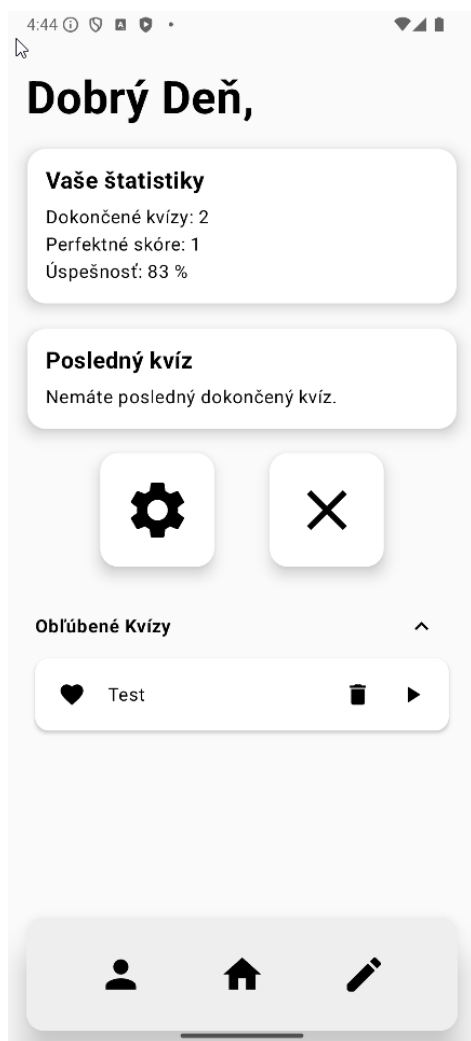 4:44
Dobrý Deň,
Vaše štatistiky
Dokončené kvízy: 2
Perfektné skóre: 1
Úspešnosť: 83 %
Posledný kvíz
Nemáte posledný dokončený kvíz.
Obľúbené Kvízy
Test